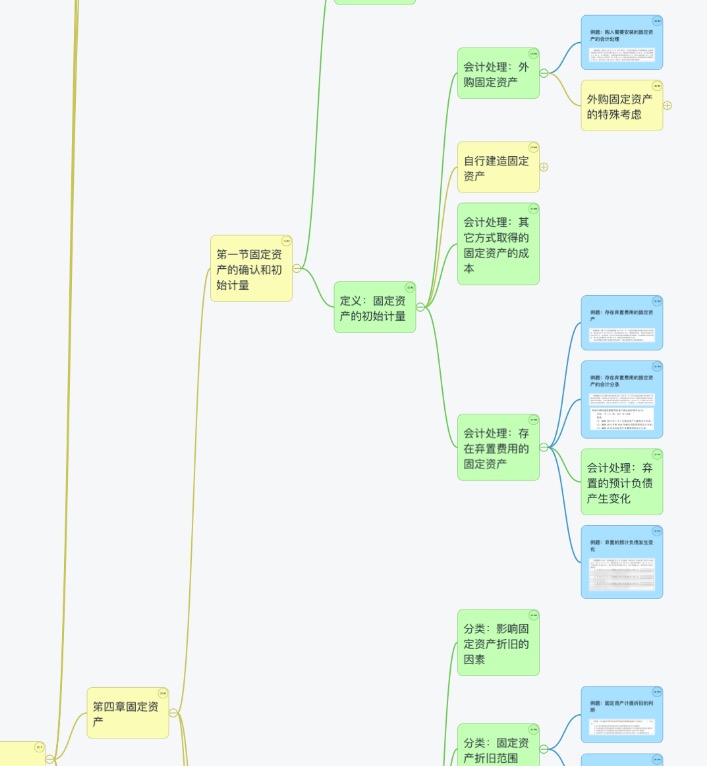 例题：购入需要安装的固定资
产的会计处理
会计处理：外
购固定资产
外购固定资产
的特殊考虑
自行建造固定
资产
会计处理：其
它方式取得的
固定资产的成
本
第一节固定资
产的确认和初
始计量
定义：固定资
产的初始计量
例题：存在弃置费用的固定资
产
例题：存在弃置费用的固定资
产的会计分录
会计处理：存
在弃置费用的
固定资产
会计处理：弃
置的预计负债
产生变化
例题：弃置的预计负债发生变
化
分类：影响固
定资产折旧的
因素
第四章固定资
产
例题：固定资产计提折旧的判
断
分类：固定资
产折旧范围